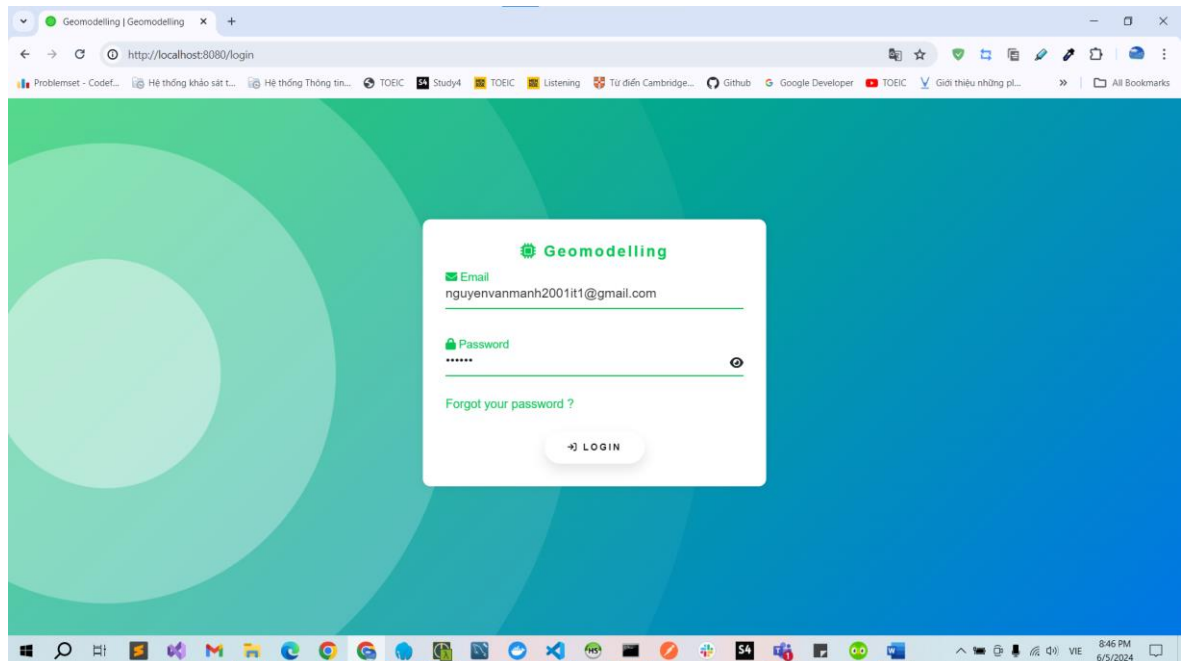 Geomodelling | Geomodelling
http://localhost:8080/login
Problemset - Codef... Hệ thống khảo sát t... Hệ thống Thông tin... TOEIC S4 Study4 TOEIC Listening Từ điển Cambridge... Github Google Developer TOEIC Giới thiệu những pl... » All Bookmarks
Geomodelling
Email
nguyenvanmanh2001it1@gmail.com
Password
••••••
Forgot your password ?
LOGIN
S4
VIE
8:46 PM
6/5/2024